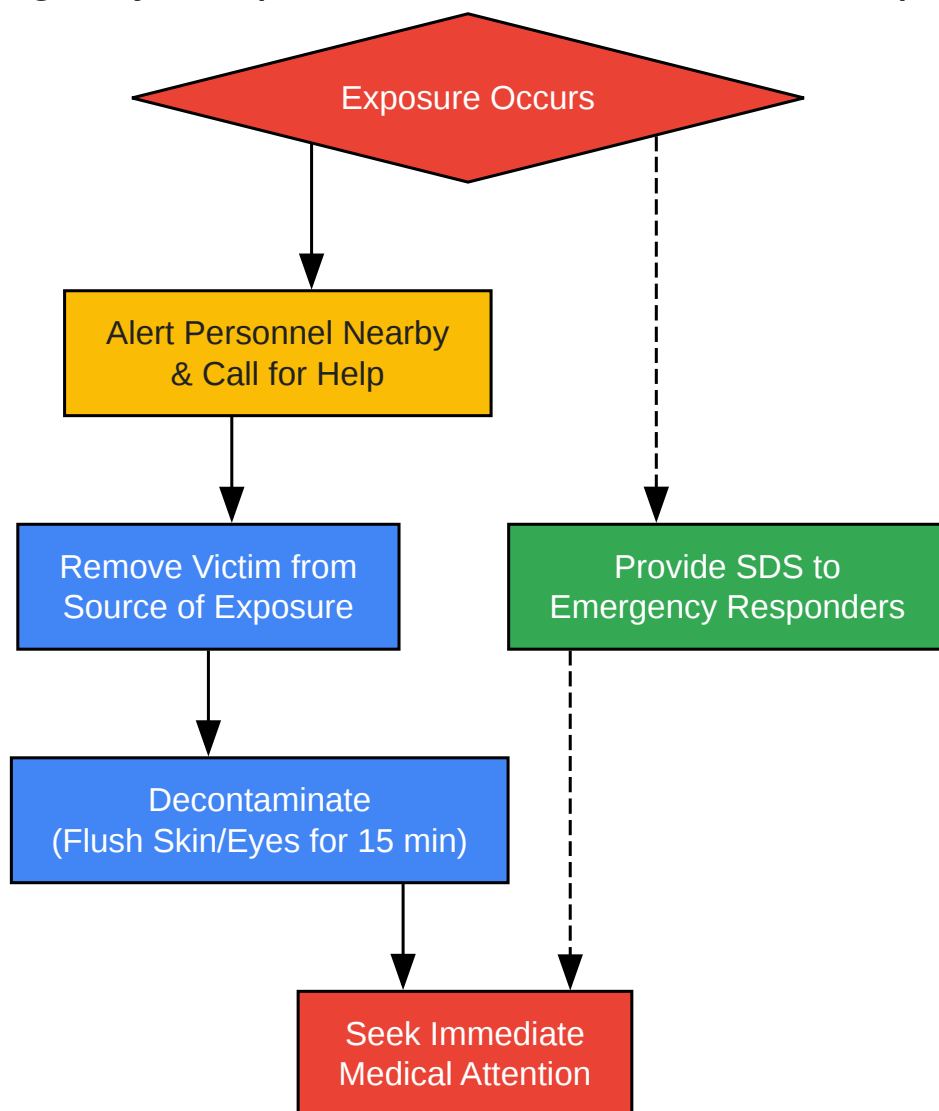 Exposure Occurs
Alert Personnel Nearby
& Call for Help
Remove Victim from
Source of Exposure
Provide SDS to
Emergency Responders
Decontaminate
(Flush Skin/Eyes for 15 min)
Seek Immediate
Medical Attention